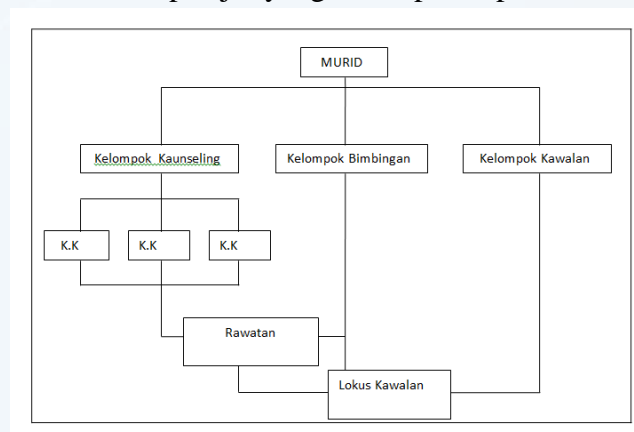 MURID
Kelompok Kaunseling
Kelompok Bimbingan
Kelompok Kawalan
K.K
K.K
K.K
Rawatan
Lokus Kawalan